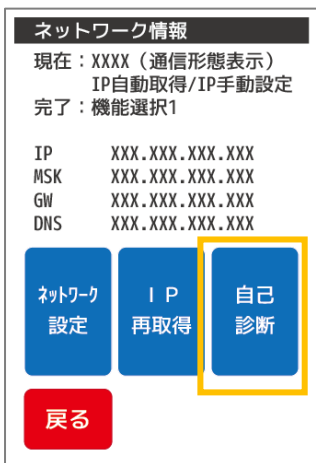 ネットワーク情報
現在：XXXX（通信形態表示）
IP自動取得/IP手動設定
完了：機能選択1
IP XXX.XXX.XXX.XXX
MSK XXX.XXX.XXX.XXX
GW XXX.XXX.XXX.XXX
DNS XXX.XXX.XXX.XXX
ﾈｯﾄﾜｰｸ
設定
ＩＰ
再取得
自己
診断
戻る